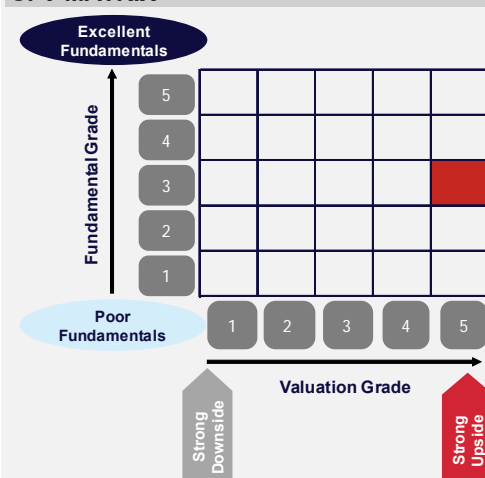 Excellent
Fundamentals
Fundamental Grade
5
4
3
2
1
Poor
Fundamentals
1 2 3 4 5
Valuation Grade
Strong
Downside
Strong
Upside